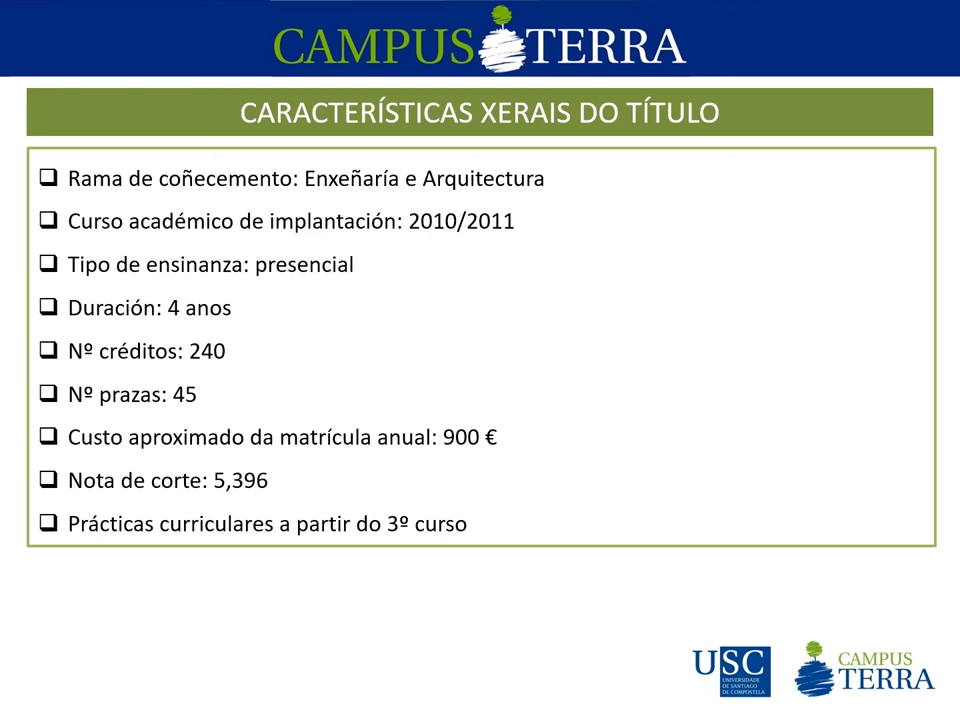 CAMPUS TERRA
CARACTERÍSTICAS XERAIS DO TÍTULO
❑ Rama de coñecemento: Enxeñaría e Arquitectura
❑ Curso académico de implantación: 2010/2011
❑ Tipo de ensinanza: presencial
❑ Duración: 4 anos
❑ Nº créditos: 240
❑ Nº prazas: 45
❑ Custo aproximado da matrícula anual: 900 €
❑ Nota de corte: 5,396
❑ Prácticas curriculares a partir do 3º curso
USC
UNIVERSIDADE
DE SANTIAGO
DE COMPOSTELA
CAMPUS
TERRA